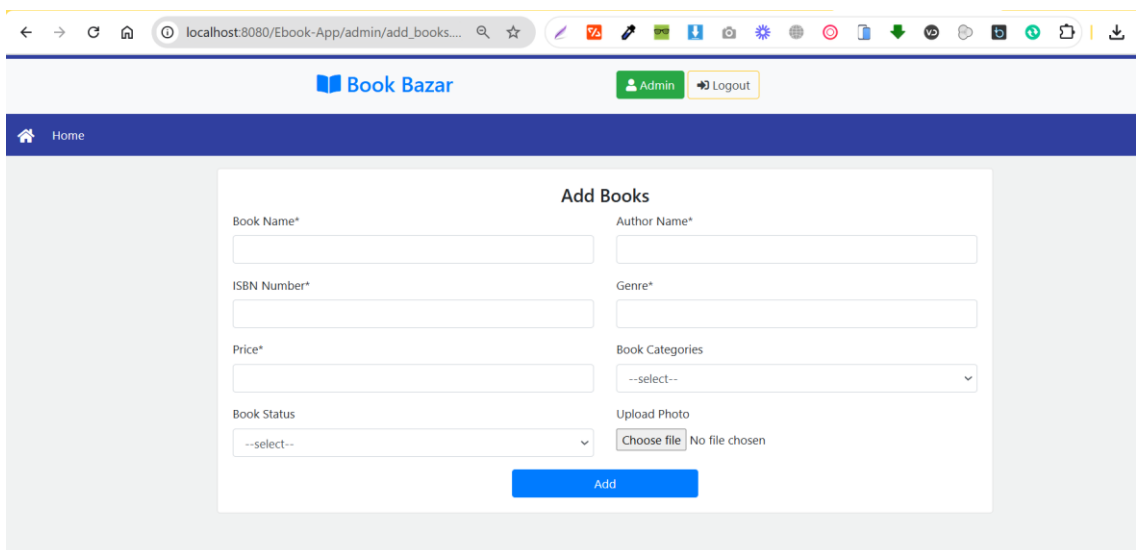 localhost:8080/Ebook-App/admin/add_books....
Book Bazar
Admin
Logout
Home
Add Books
Book Name*
Author Name*
ISBN Number*
Genre*
Price*
Book Categories
--select--
Book Status
Upload Photo
--select--
Choose file No file chosen
Add